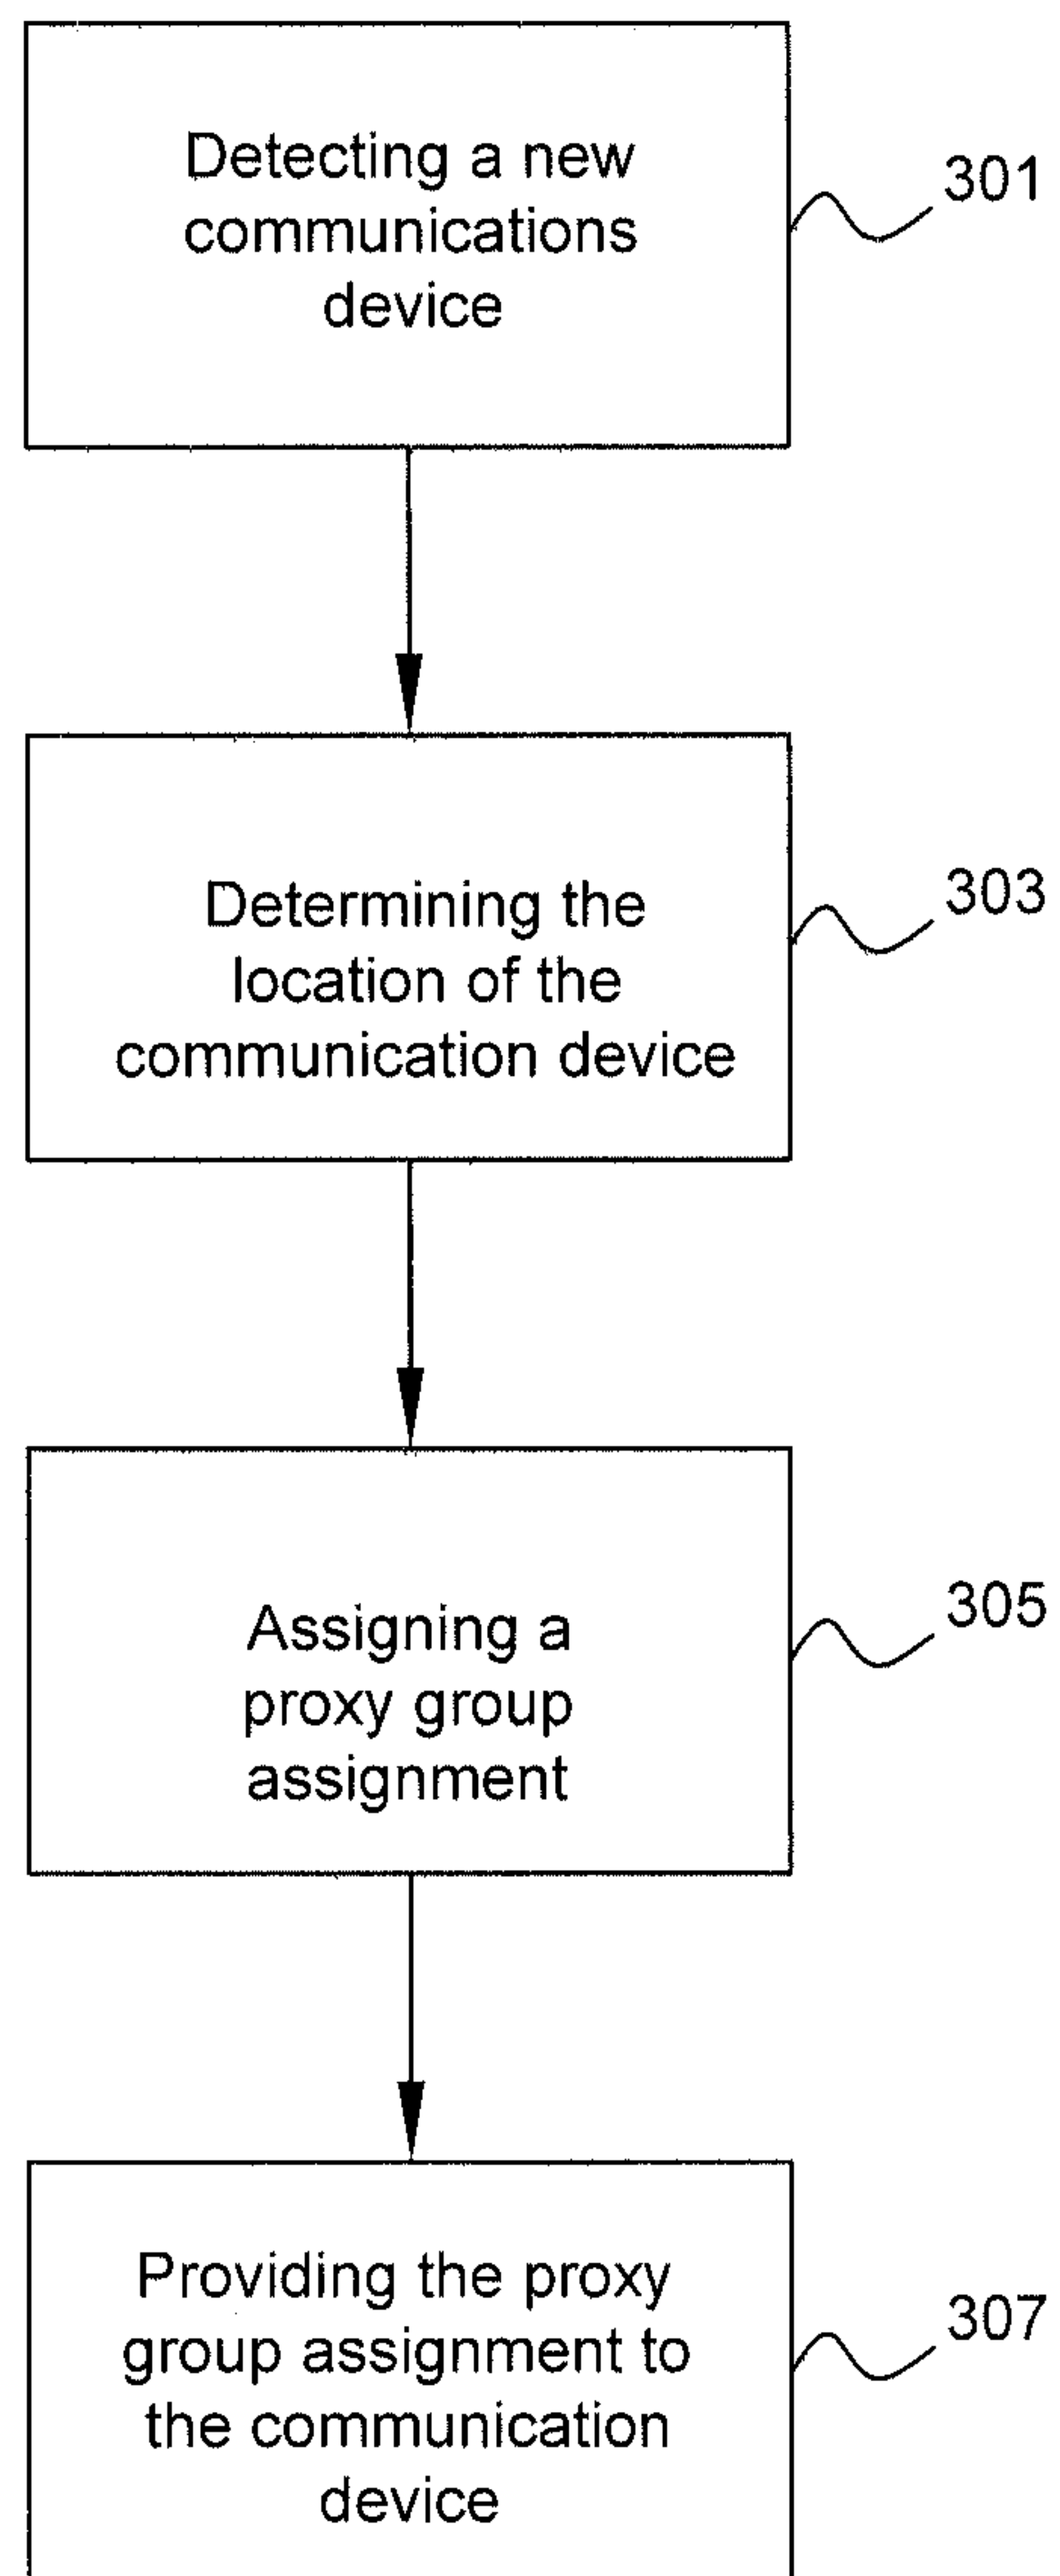 Detecting a new
communications
device
301
Determining the
location of the
communication device
303
Assigning a
proxy group
assignment
305
Providing the proxy
group assignment to
the communication
device
307